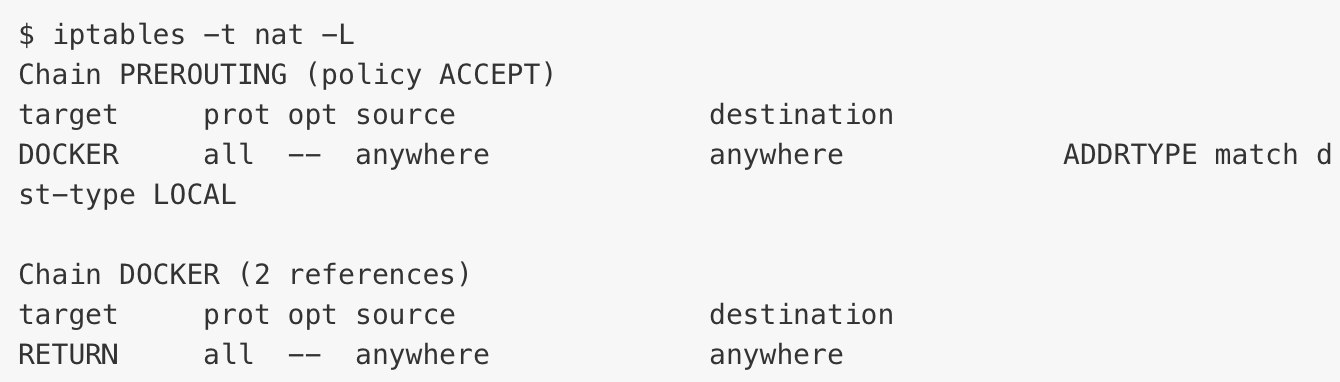 $ iptables -t nat -L
Chain PREROUTING (policy ACCEPT)
target     prot opt source               destination
DOCKER     all  --  anywhere             anywhere             ADDRTYPE match d
st-type LOCAL

Chain DOCKER (2 references)
target     prot opt source               destination
RETURN     all  --  anywhere             anywhere